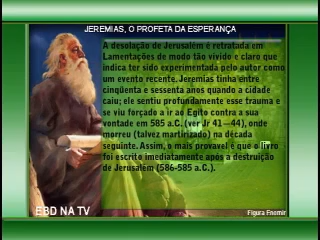 JEREMIAS, O PROFETA DA ESPERANÇA
A desolação de Jerusalém é retratada em
Lamentações de modo tão vívido e claro que
indica ter sido experimentada pelo autor como
um evento recente. Jeremias tinha entre
cinqüenta e sessenta anos quando a cidade
caiu; ele sentiu profundamente esse trauma e
se viu forçado a ir ao Egito contra a sua
vontade em 585 a.C. (ver Jr 41—44), onde
morreu (talvez martirizado) na década
seguinte. Assim, o mais provavel é que o livro
foi escrito imediatamente após a destruição
de Jerusalém (586-585 a.C.).
EBD NA TV
Figura Enemir